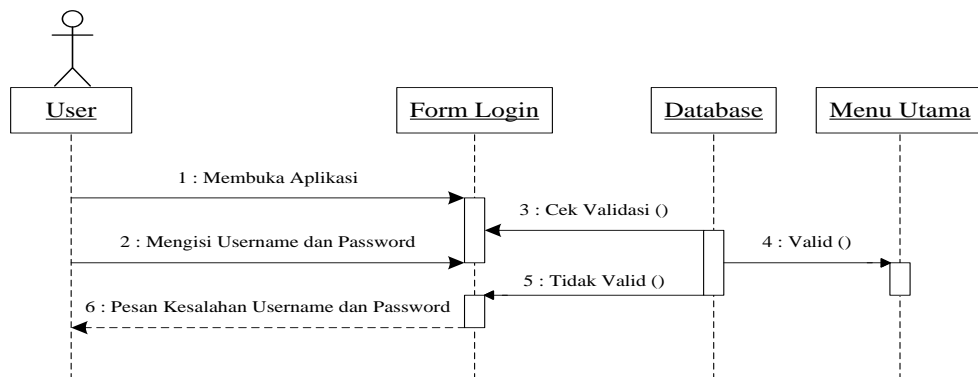 User
Form Login
Database
Menu Utama
1 : Membuka Aplikasi
3 : Cek Validasi ()
2 : Mengisi Username dan Password
4 : Valid ()
5 : Tidak Valid ()
6 : Pesan Kesalahan Username dan Password